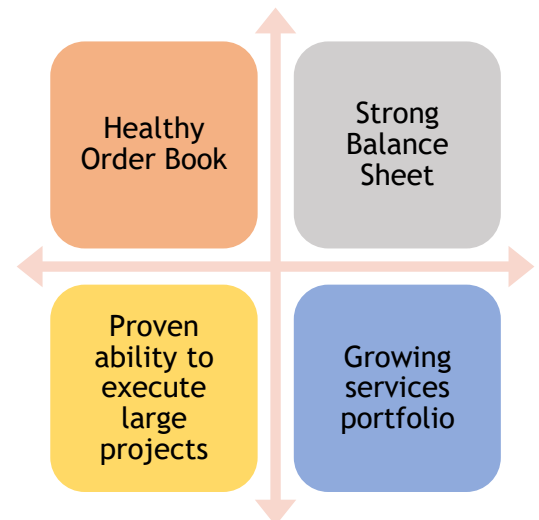 Healthy
Order Book
Strong
Balance
Sheet
Proven
ability to
execute
large
projects
Growing
services
portfolio